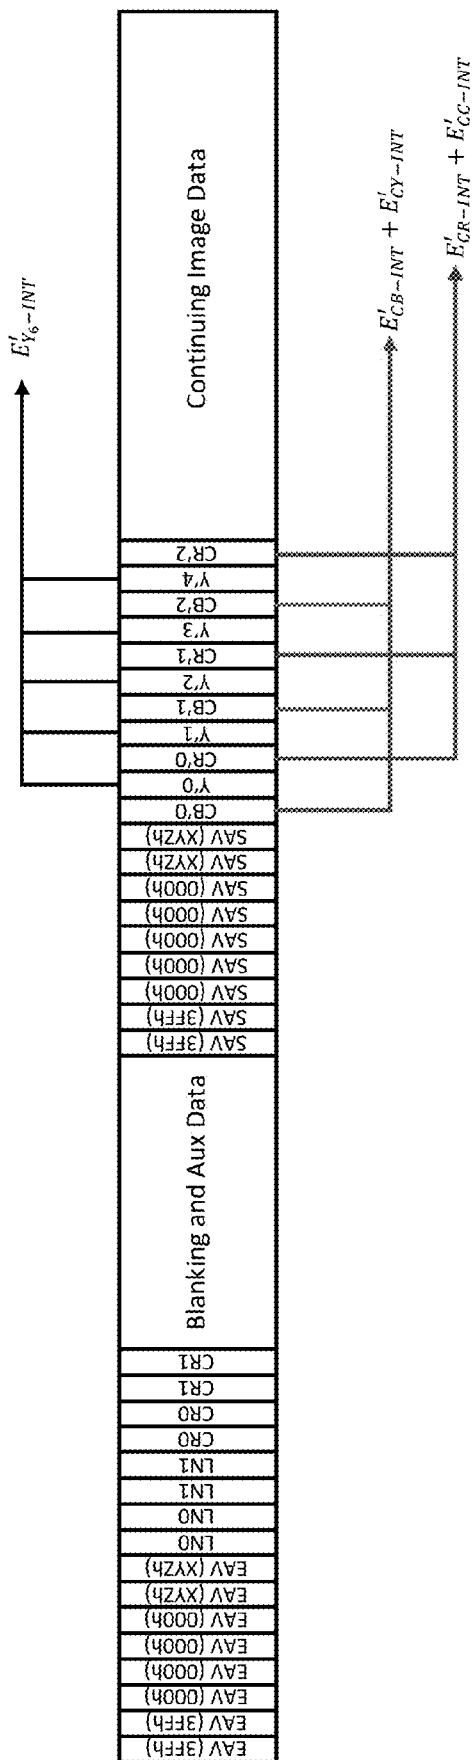 E'Y₆−INT
EAV (3FFh)
EAV (3FFh)
EAV (000h)
EAV (000h)
EAV (000h)
EAV (000h)
EAV (XYZh)
EAV (XYZh)
LN0
LN0
LN1
LN1
CR0
CR0
CR1
CR1
Blanking and Aux Data
SAV (3FFh)
SAV (3FFh)
SAV (000h)
SAV (000h)
SAV (000h)
SAV (000h)
SAV (000h)
SAV (XYZh)
SAV (XYZh)
CB'0
Y'0
CR'0
Y'1
CB'1
Y'2
CR'1
Y'3
CB'2
Y'4
CR'2
Continuing Image Data
E'CB−INT + E'CY−INT
E'CR−INT + E'CC−INT